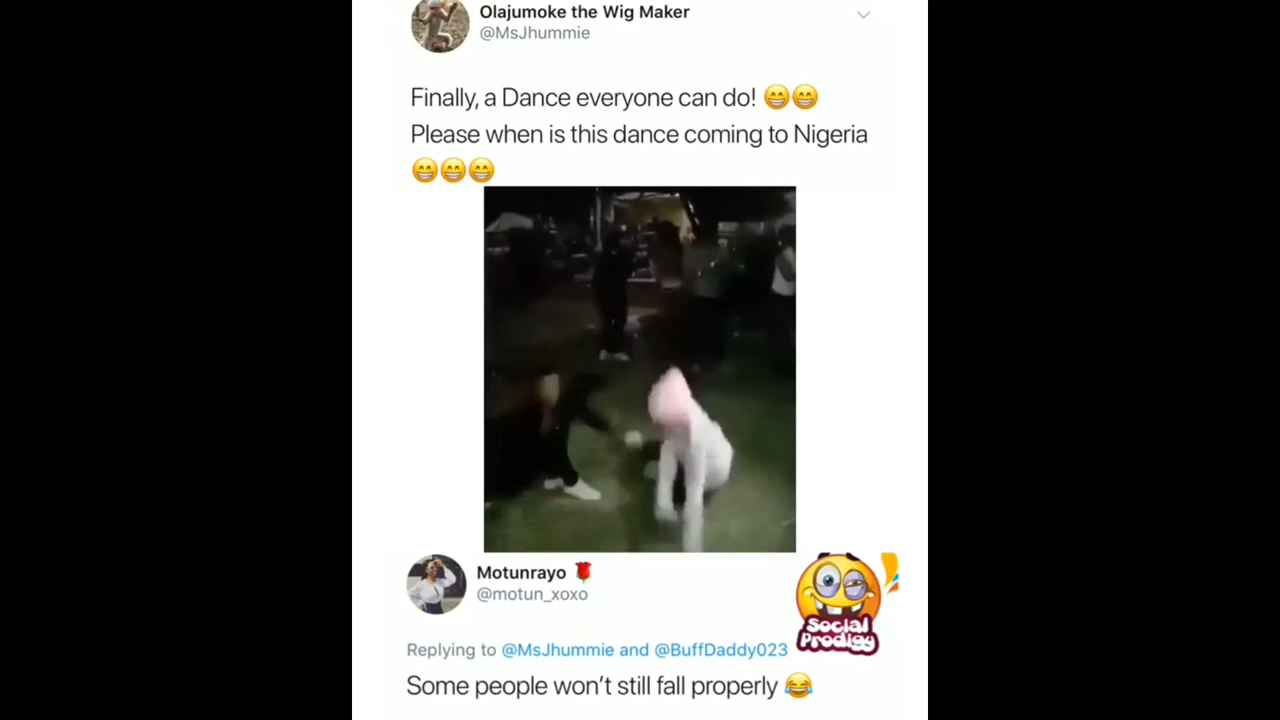 Olajumoke the Wig Maker
@MsJhummie
Finally, a Dance everyone can do! 😁😁
Please when is this dance coming to Nigeria
😁😁😁
Motunrayo 🌹
@motun_xoxo
Social
Prodigy
Replying to @MsJhummie and @BuffDaddy023
Some people won’t still fall properly 😂